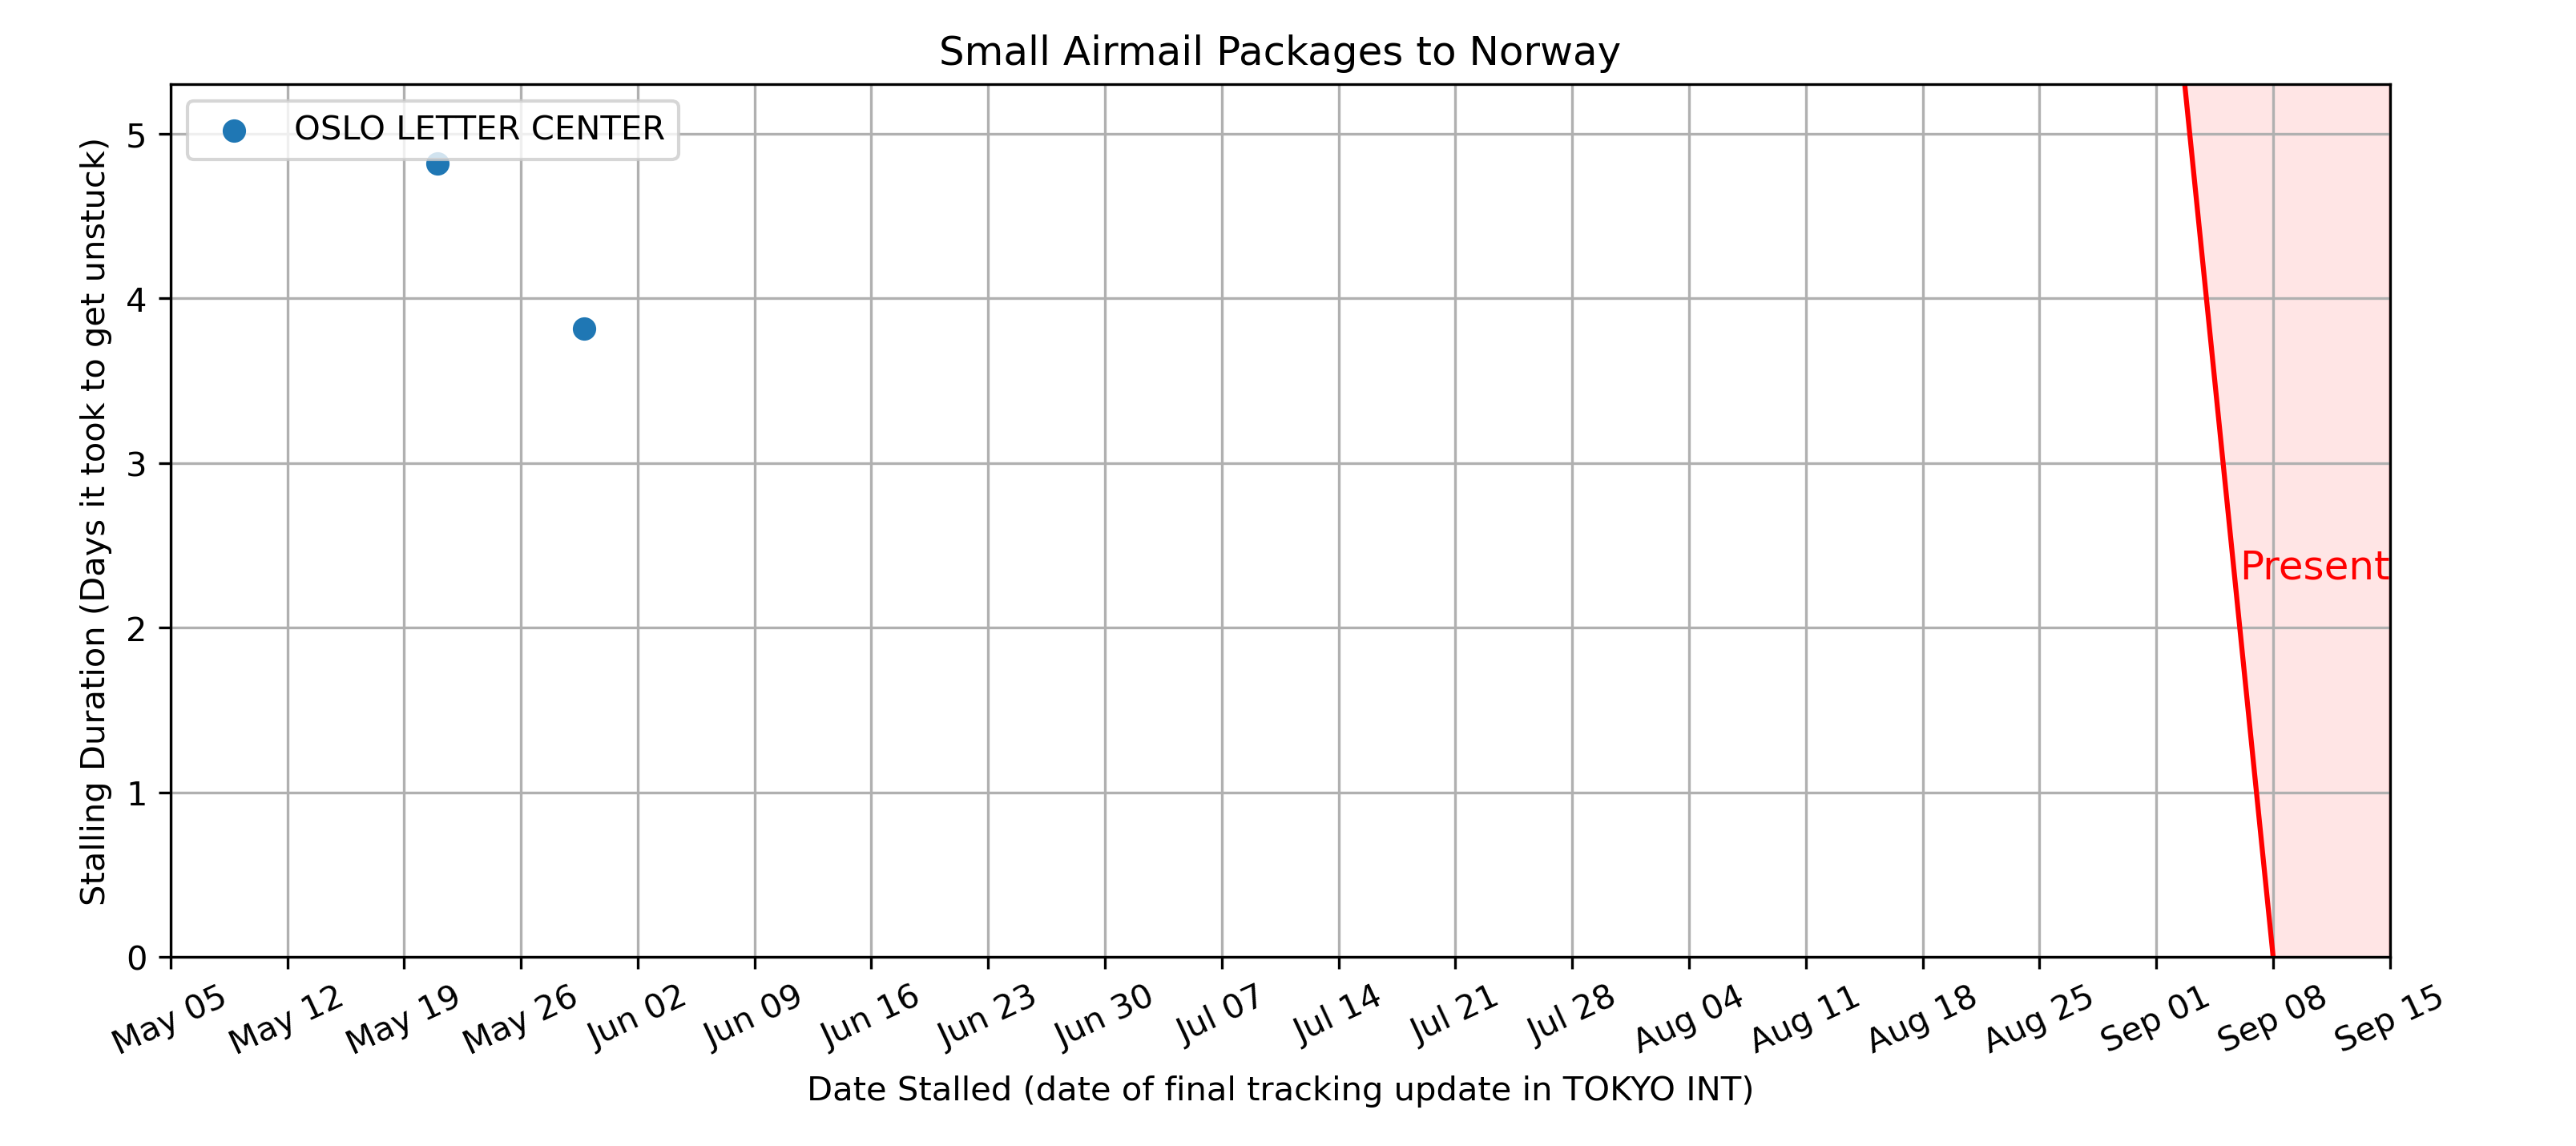 Small Airmail Packages to Norway
OSLO LETTER CENTER
Stalling Duration (Days it took to get unstuck)
5
4
3
2
1
0
Present
May 05 May 12 May 19 May 26 Jun 02 Jun 09 Jun 16 Jun 23 Jun 30 Jul 07 Jul 14 Jul 21 Jul 28 Aug 04 Aug 11 Aug 18 Aug 25 Sep 01 Sep 08 Sep 15
Date Stalled (date of final tracking update in TOKYO INT)